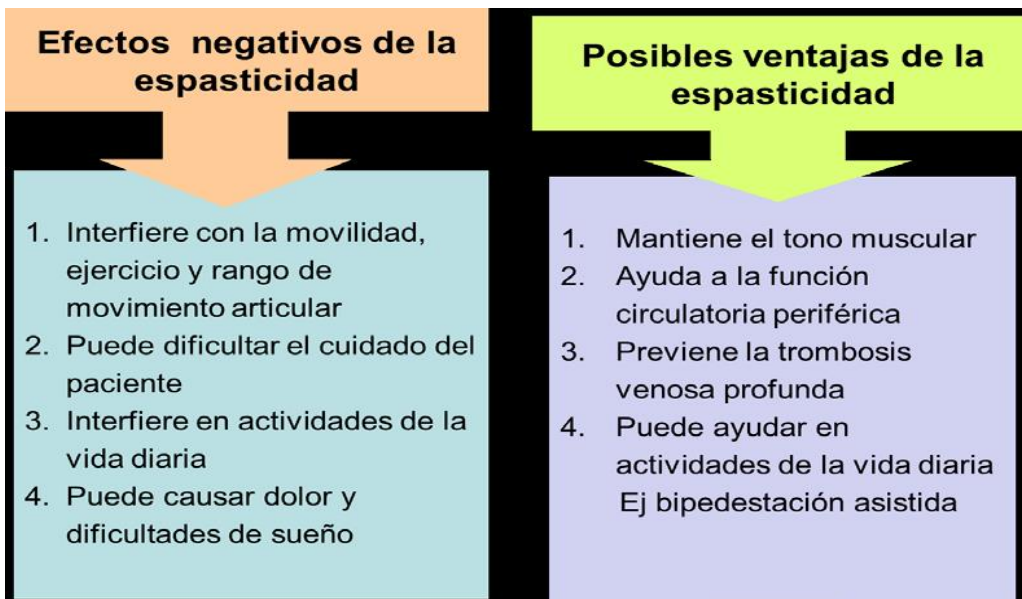 Efectos negativos de la
espasticidad
1. Interfiere con la movilidad,
ejercicio y rango de
movimiento articular
2. Puede dificultar el cuidado del
paciente
3. Interfiere en actividades de la
vida diaria
4. Puede causar dolor y
dificultades de sueño
Posibles ventajas de la
espasticidad
1. Mantiene el tono muscular
2. Ayuda a la función
circulatoria periférica
3. Previene la trombosis
venosa profunda
4. Puede ayudar en
actividades de la vida diaria
Ej bipedestación asistida